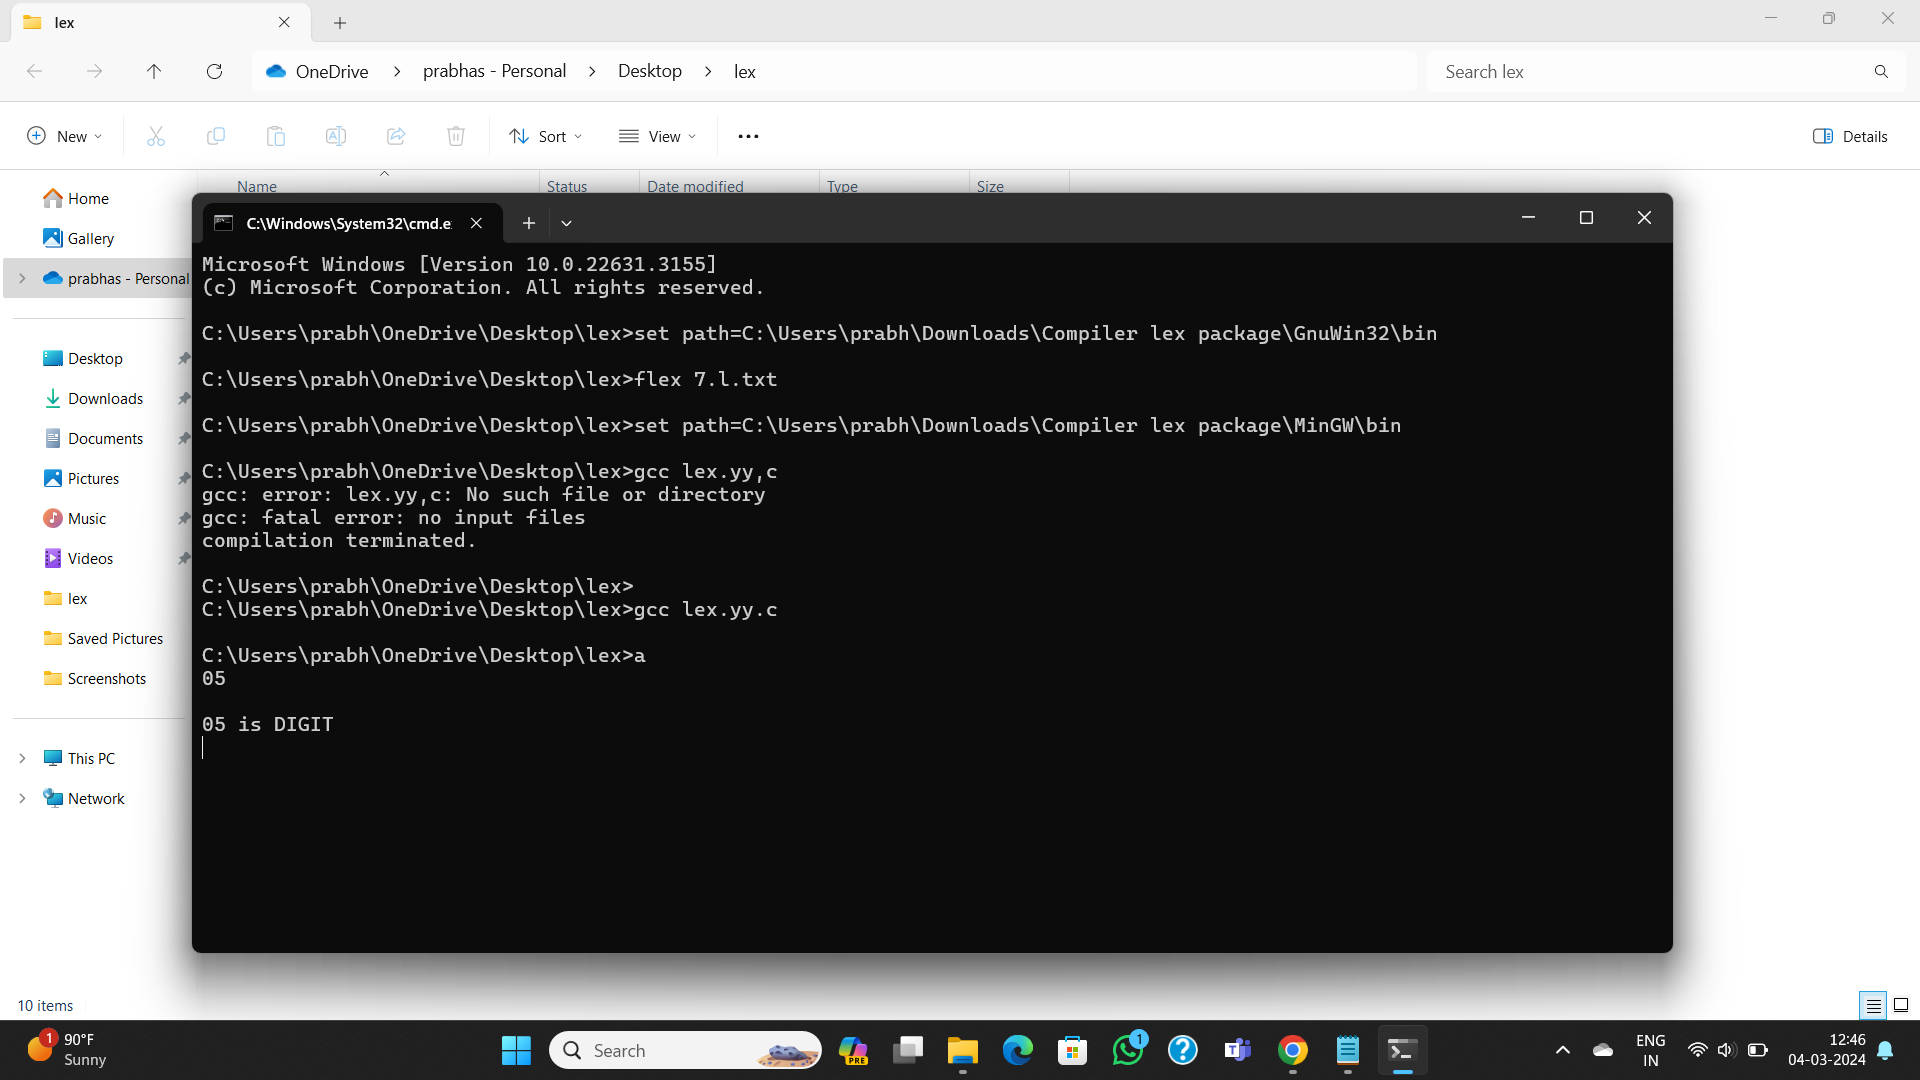 lex
OneDrive > prabhas - Personal > Desktop > lex
Search lex
New
Sort
View
Details
Name Status Date modified Type Size
Home
Gallery
prabhas - Personal
Desktop
Downloads
Documents
Pictures
Music
Videos
lex
Saved Pictures
Screenshots
This PC
Network
C:\Windows\System32\cmd.e
Microsoft Windows [Version 10.0.22631.3155]
(c) Microsoft Corporation. All rights reserved.
C:\Users\prabh\OneDrive\Desktop\lex>set path=C:\Users\prabh\Downloads\Compiler lex package\GnuWin32\bin
C:\Users\prabh\OneDrive\Desktop\lex>flex 7.l.txt
C:\Users\prabh\OneDrive\Desktop\lex>set path=C:\Users\prabh\Downloads\Compiler lex package\MinGW\bin
C:\Users\prabh\OneDrive\Desktop\lex>gcc lex.yy,c
gcc: error: lex.yy,c: No such file or directory
gcc: fatal error: no input files
compilation terminated.
C:\Users\prabh\OneDrive\Desktop\lex>
C:\Users\prabh\OneDrive\Desktop\lex>gcc lex.yy.c
C:\Users\prabh\OneDrive\Desktop\lex>a
05
05 is DIGIT
10 items
1
90°F
Sunny
Search
PRE
1
ENG
IN
12:46
04-03-2024